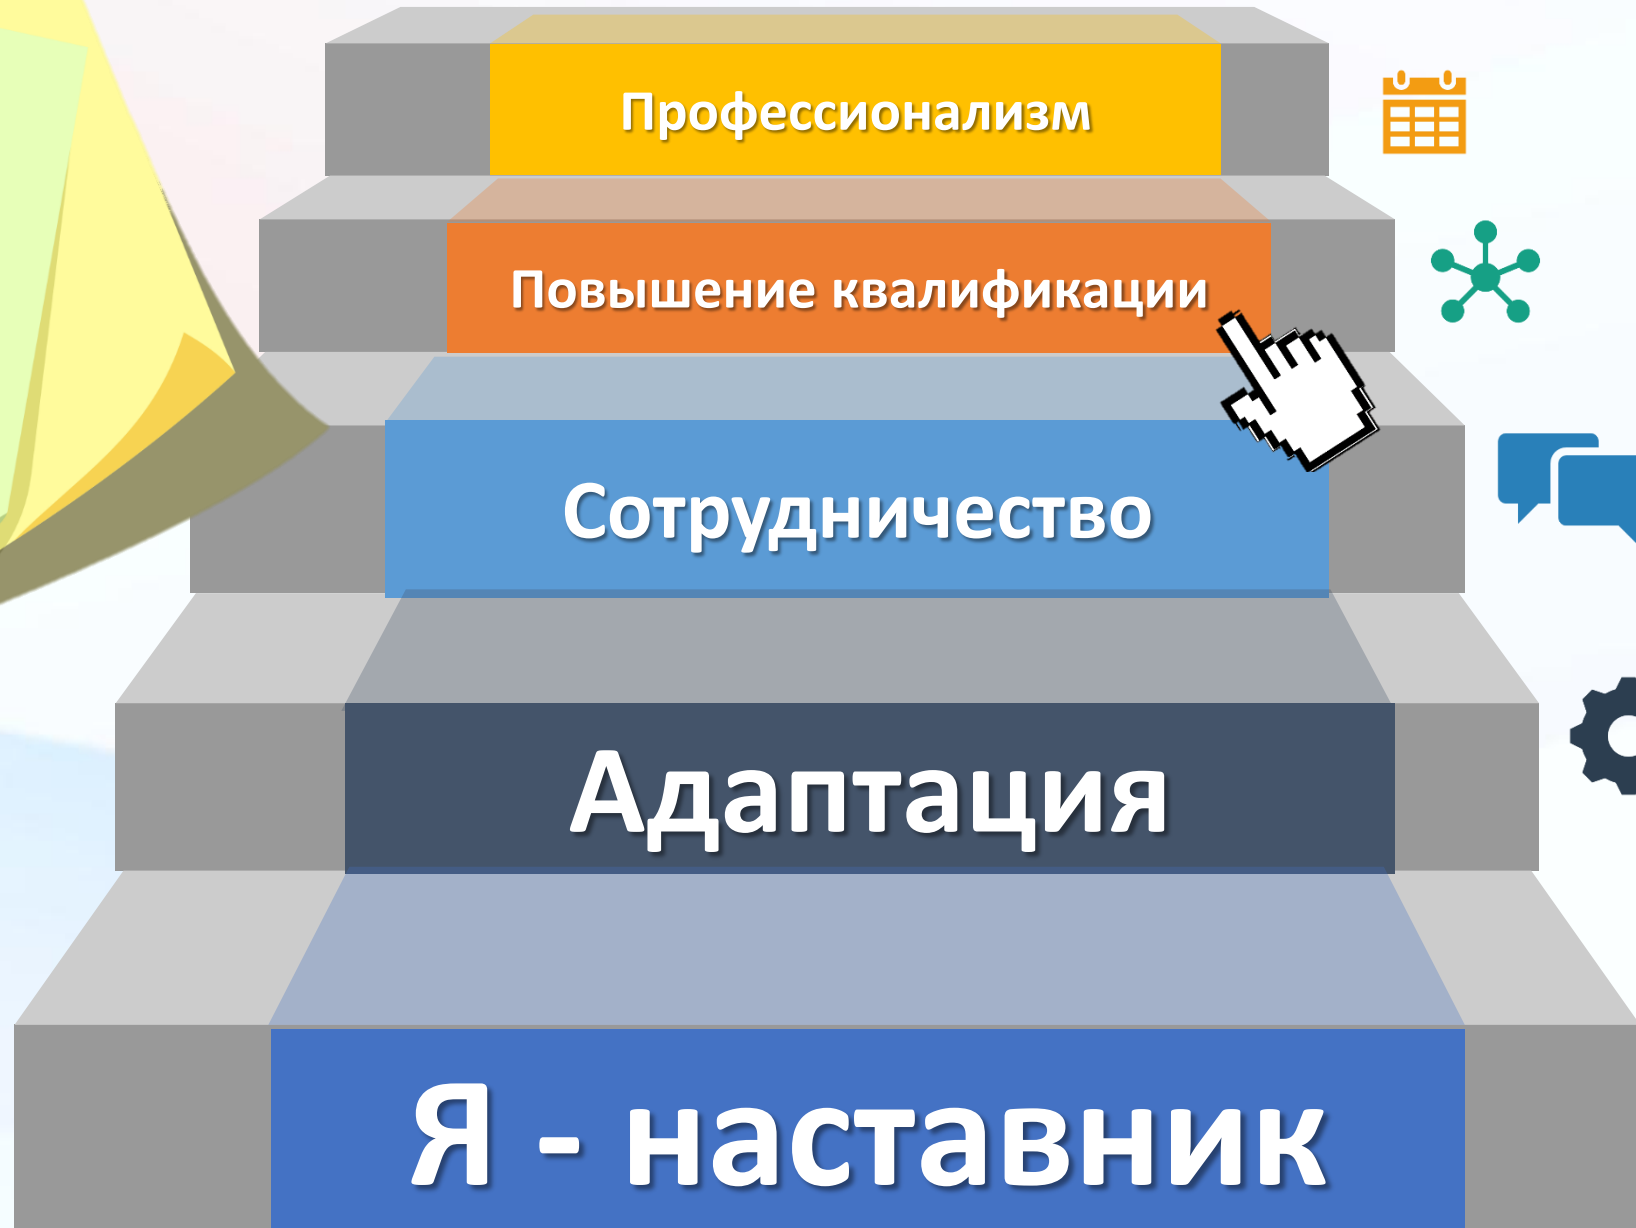 Профессионализм
Повышение квалификации
Сотрудничество
Адаптация
Я - наставник